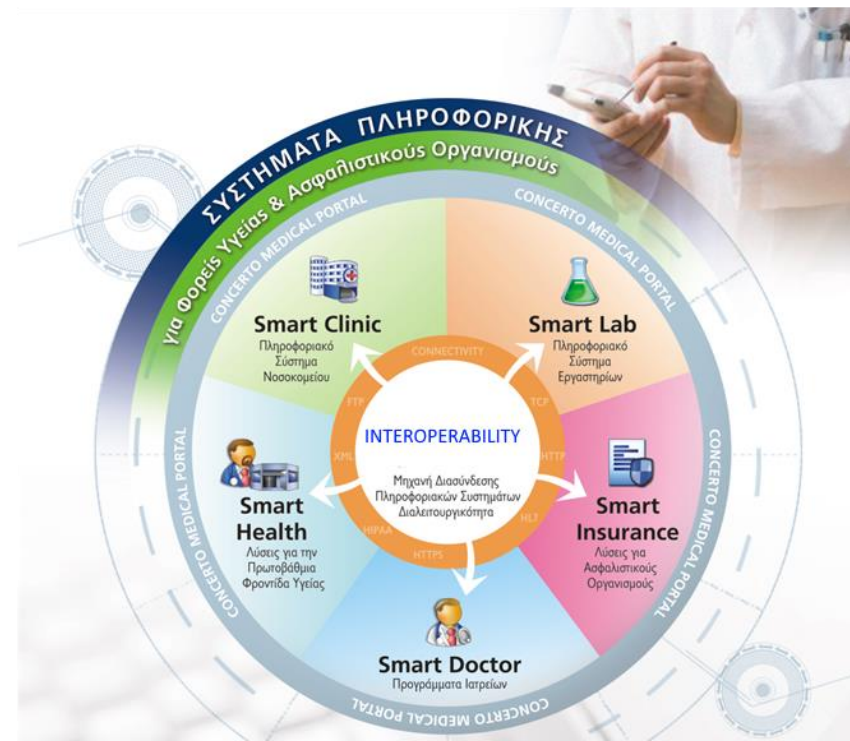 ΣΥΣΤΗΜΑΤΑ ΠΛΗΡΟΦΟΡΙΚΗΣ
για Φορείς Υγείας & Ασφαλιστικούς Οργανισμούς
CONCERTO MEDICAL PORTAL
CONCERTO MEDICAL PORTAL
Smart Clinic
Πληροφοριακό
Σύστημα
Νοσοκομείου
Smart Lab
Πληροφοριακό
Σύστημα
Εργαστηρίων
CONNECTIVITY
FTP
TCP
XML
HTTP
HIPAA
HL7
HTTPS
INTEROPERABILITY
Μηχανή Διασύνδεσης
Πληροφοριακών Συστημάτων
Διαλειτουργικότητα
CONCERTO MEDICAL PORTAL
CONCERTO MEDICAL PORTAL
Smart
Health
Λύσεις για την
Πρωτοβάθμια
Φροντίδα Υγείας
Smart
Insurance
Λύσεις για
Ασφαλιστικούς
Οργανισμούς
Smart Doctor
Προγράμματα Ιατρείων
CONCERTO MEDICAL PORTAL